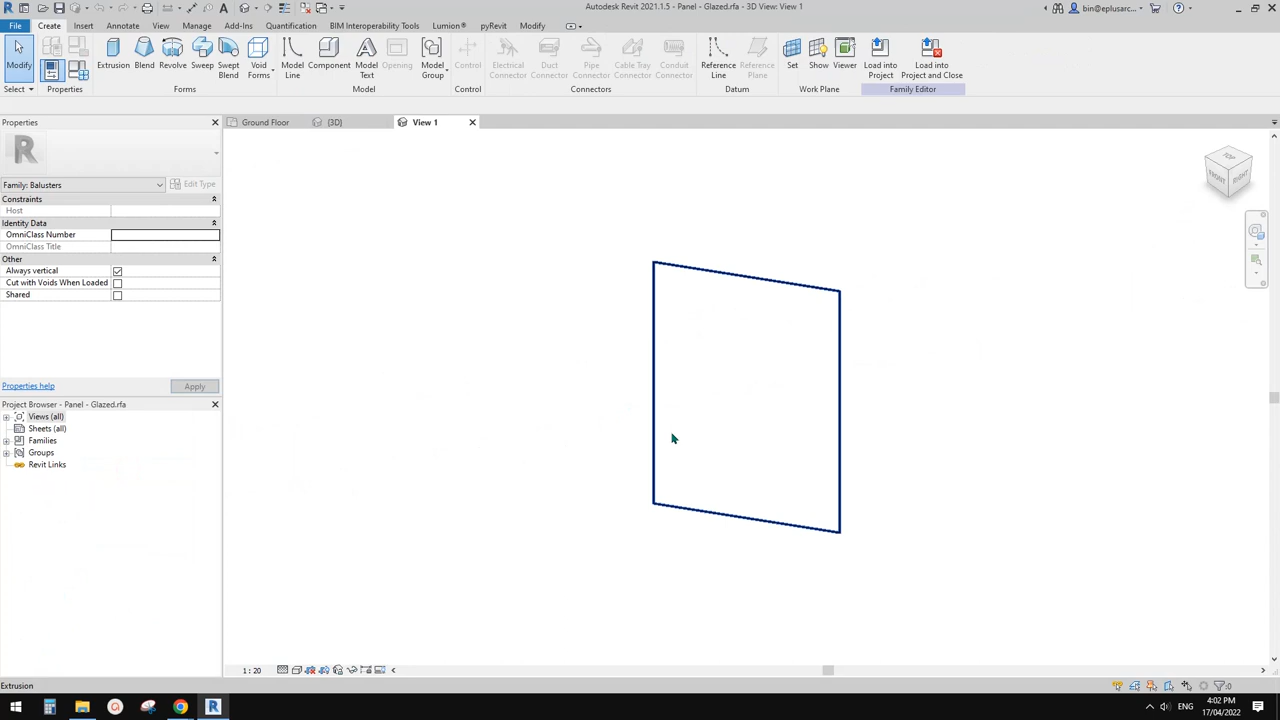 Autodesk Revit 2021.1.5 - Panel - Glazed.rfa - 3D View: View 1
bin@eplusarc...
File Create Insert Annotate View Manage Add-Ins Quantification BIM Interoperability Tools Lumion® pyRevit Modify
Modify Extrusion Blend Revolve Sweep Swept Blend Void Forms Model Line Component Model Text Opening Model Group Control Electrical Connector Duct Connector Pipe Connector Cable Tray Connector Conduit Connector Reference Line Reference Plane Set Show Viewer Load into Project Load into Project and Close
Select Properties Forms Model Control Connectors Datum Work Plane Family Editor
Properties
Ground Floor {3D} View 1
TOP
FRONT RIGHT
R
Family: Balusters Edit Type
Constraints
Host
Identity Data
OmniClass Number
OmniClass Title
Other
Always vertical
Cut with Voids When Loaded
Shared
Properties help Apply
Project Browser - Panel - Glazed.rfa
Views (all)
Sheets (all)
Families
Groups
Revit Links
1 : 20
Extrusion
:0
ENG 4:02 PM
17/04/2022